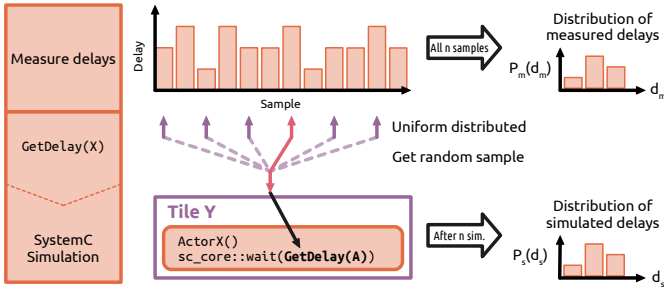 Measure delays
GetDelay(X)
SystemC
Simulation
Delay
Sample
All n samples
Distribution of
measured delays
Pm(dm)
dm
Uniform distributed
Get random sample
Tile Y
ActorX()
sc_core::wait(GetDelay(A))
After n sim.
Distribution of
simulated delays
Ps(ds)
ds